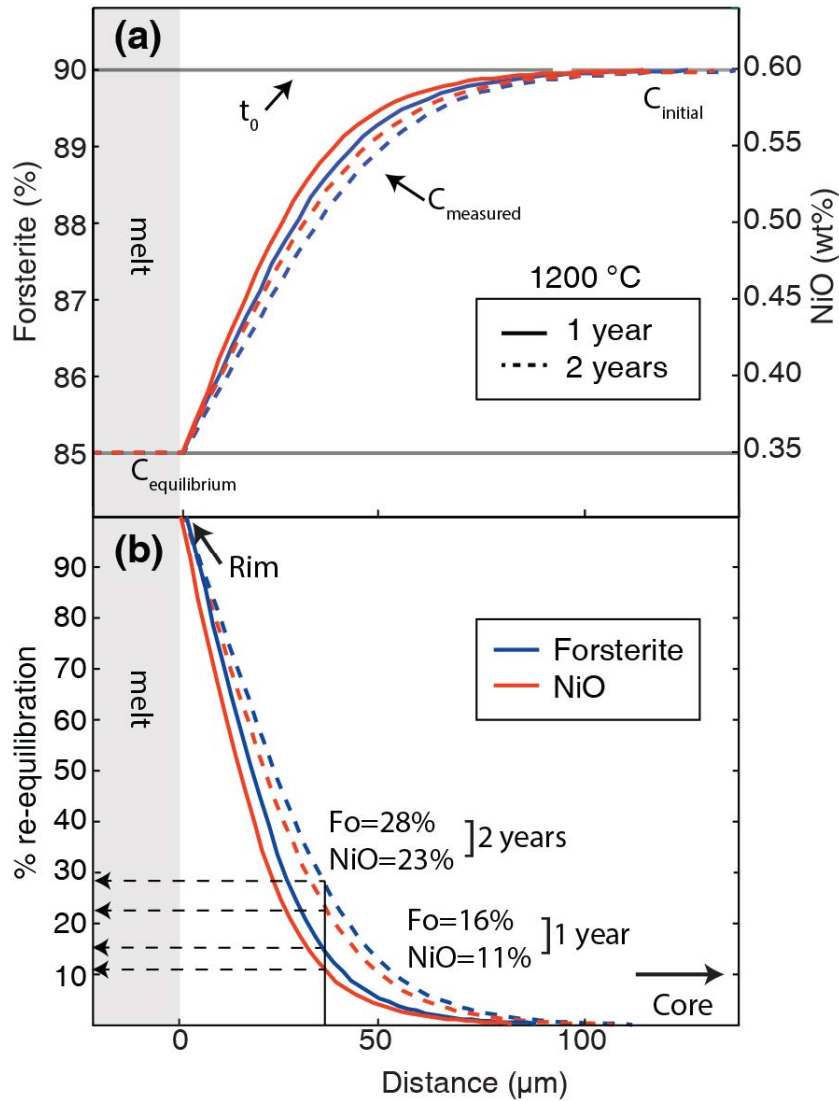 (a)
90
89
88
87
86
85
Forsterite (%)
melt
t0
Cinitial
Cmeasured
1200 °C
1 year
2 years
Cequilibrium
0.60
0.55
0.50
0.45
0.40
0.35
NiO (wt%)
(b)
Rim
90
80
70
60
50
40
30
20
10
% re-equilibration
melt
Forsterite
NiO
Fo=28%
NiO=23%
]2 years
Fo=16%
NiO=11%
]1 year
Core
0
50
100
Distance (μm)